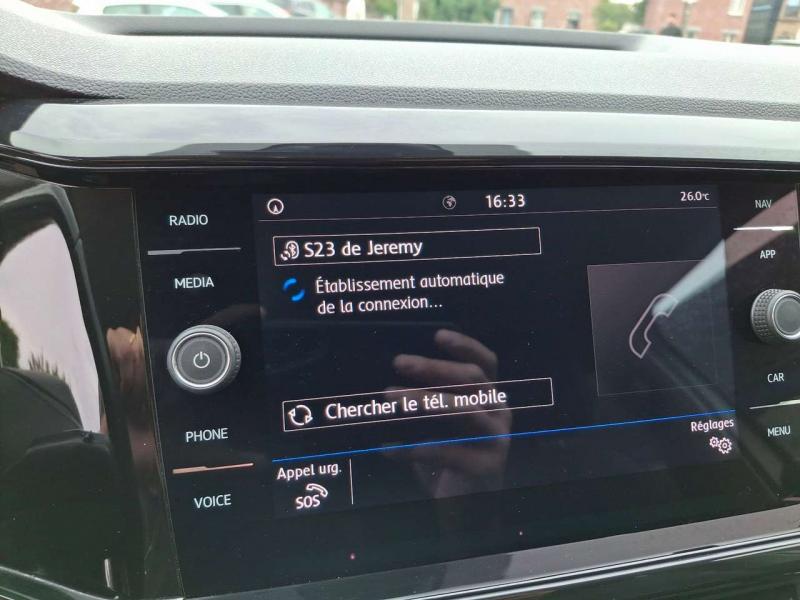 16:33
26.0°C
RADIO
MEDIA
PHONE
VOICE
S23 de Jeremy
Établissement automatique
de la connexion...
Chercher le tél. mobile
Réglages
Appel urg.
SOS
NAV
APP
CAR
MENU